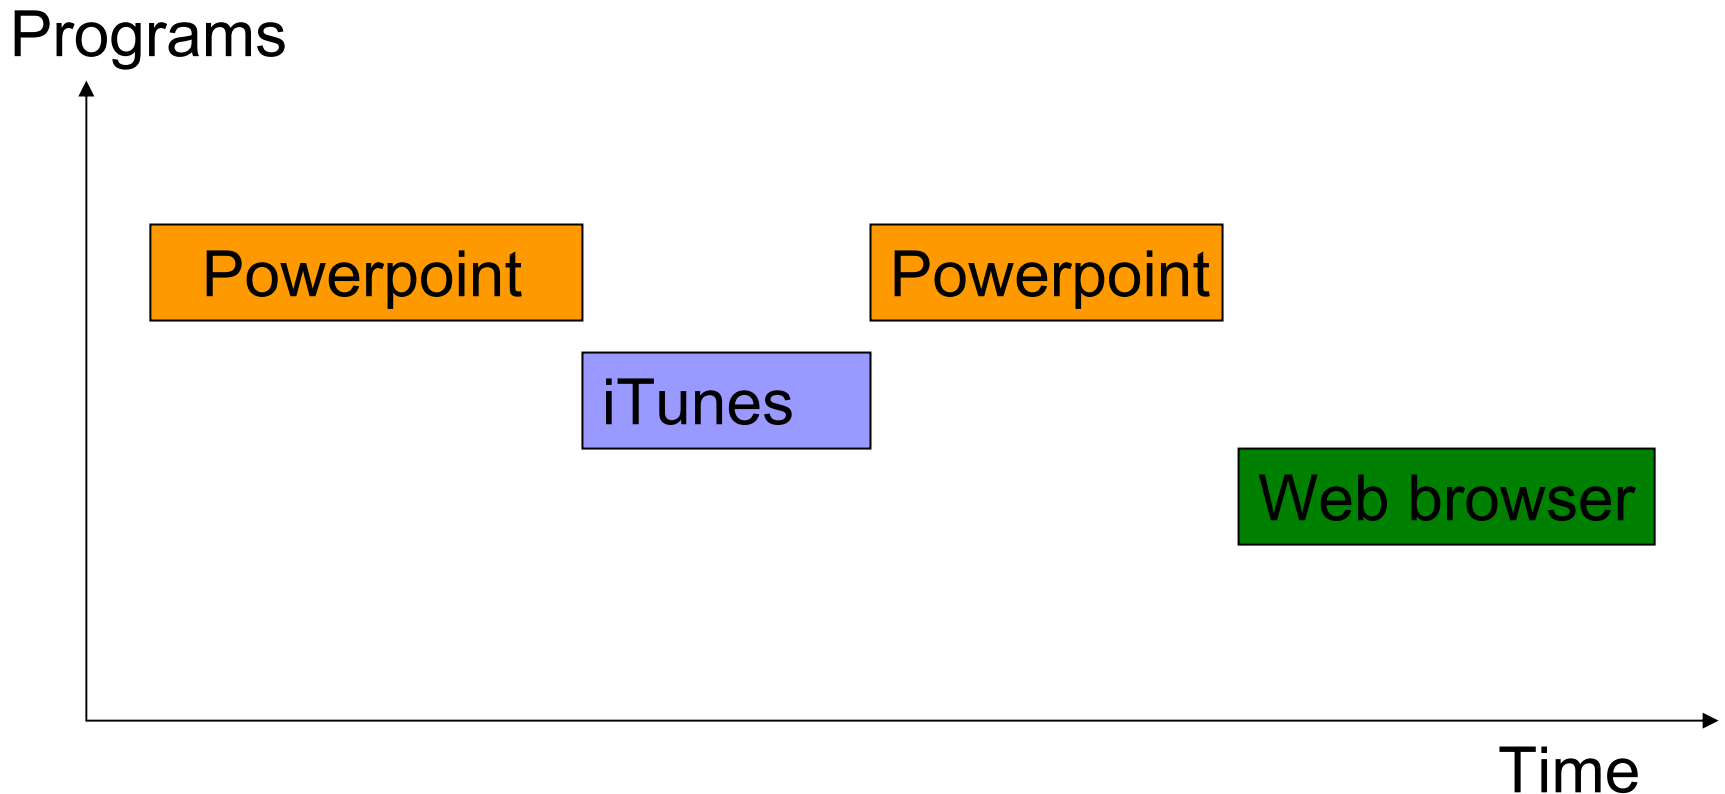 Programs
Powerpoint
Powerpoint
iTunes
Web browser
Time